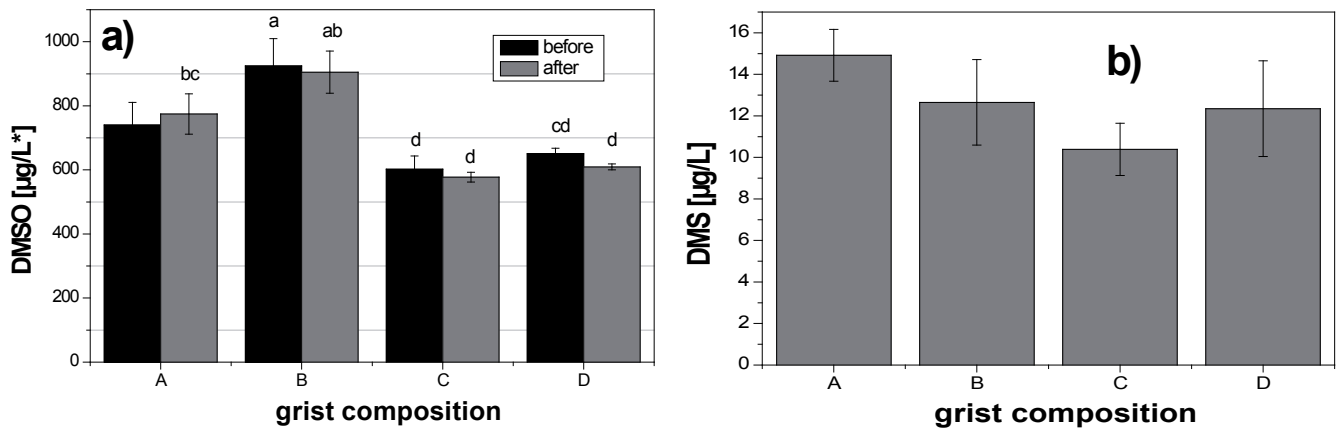 a)
DMSO [µg/L*]
1000
800
600
400
200
0
bc
a
ab
d
d
cd
d
before
after
A B C D
grist composition
b)
DMS [µg/L]
16
14
12
10
8
6
4
2
0
A B C D
grist composition